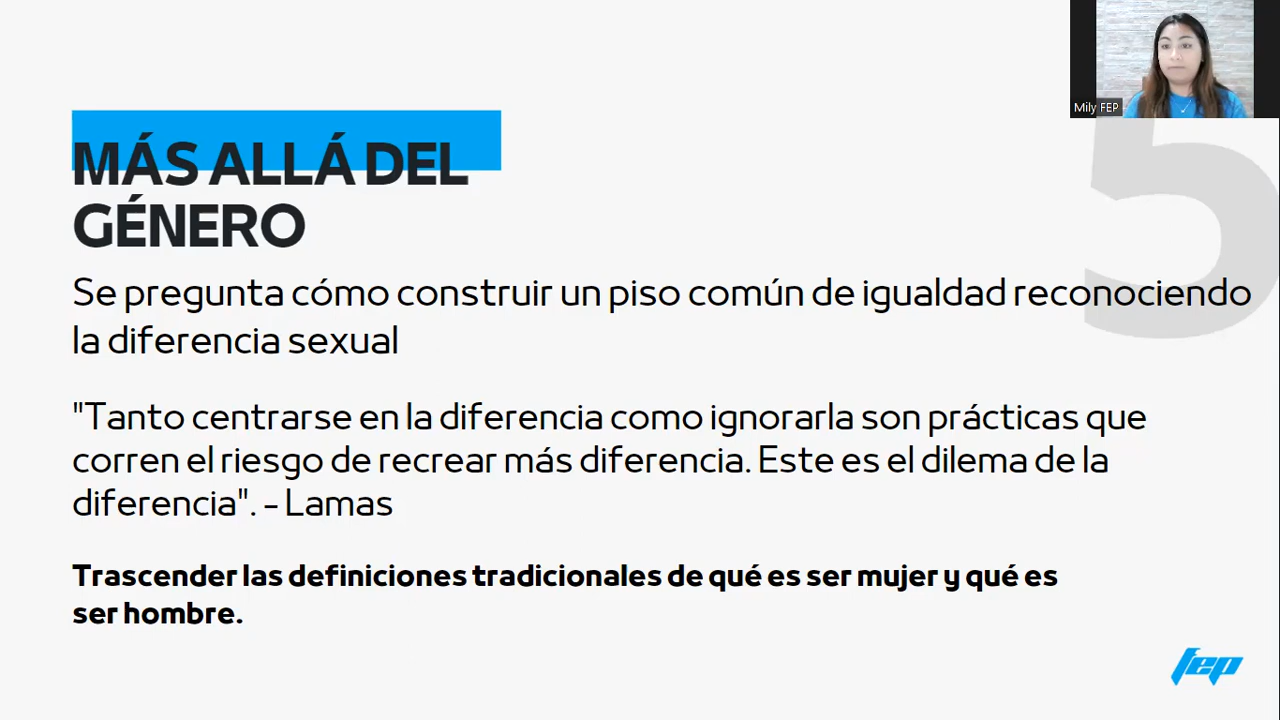 Mily FEP
5
MÁS ALLÁ DEL
GÉNERO
Se pregunta cómo construir un piso común de igualdad reconociendo
la diferencia sexual
"Tanto centrarse en la diferencia como ignorarla son prácticas que
corren el riesgo de recrear más diferencia. Este es el dilema de la
diferencia". - Lamas
Trascender las definiciones tradicionales de qué es ser mujer y qué es
ser hombre.
fep